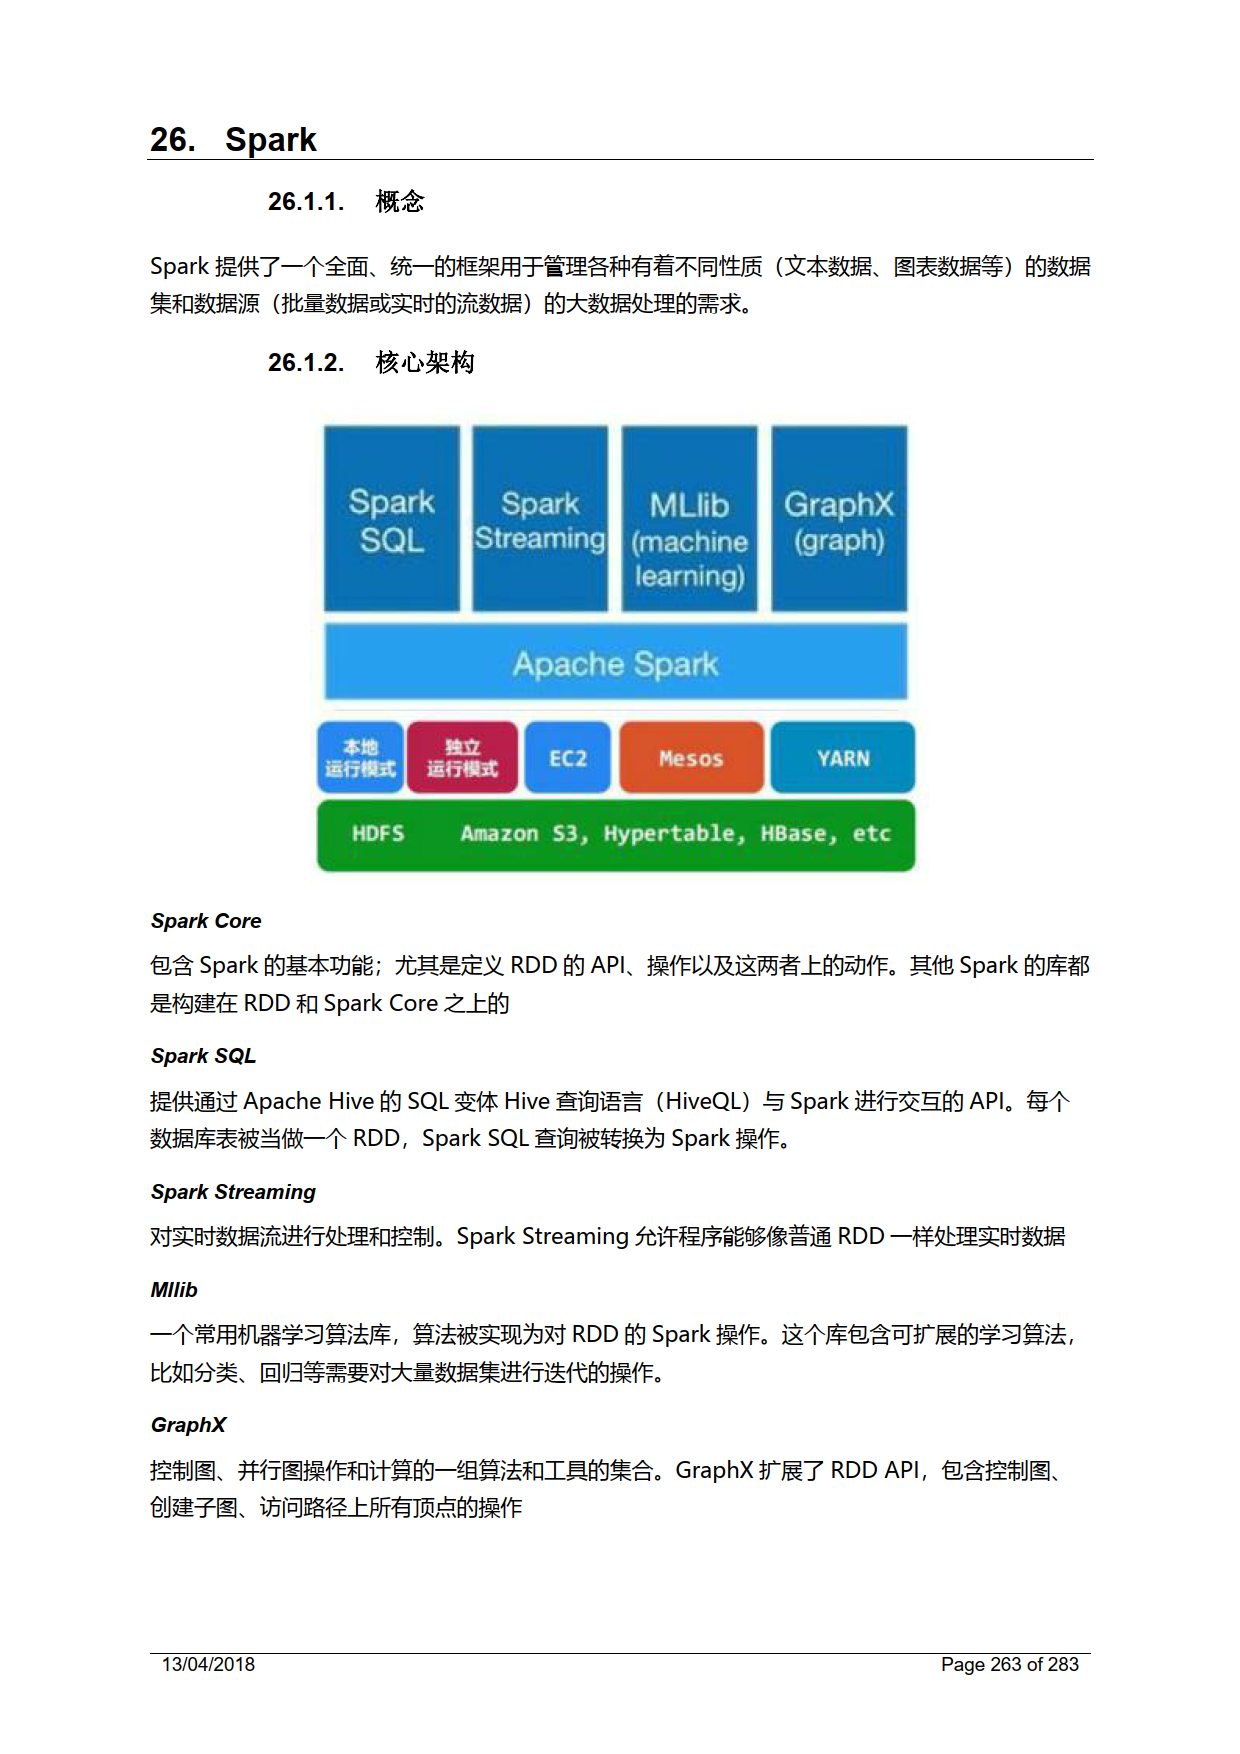 26. Spark
26.1.1. 概念
Spark 提供了一个全面、统一的框架用于管理各种有着不同性质（文本数据、图表数据等）的数据
集和数据源（批量数据或实时的流数据）的大数据处理的需求。
26.1.2. 核心架构
Spark
SQL
Spark
Streaming
MLlib
(machine
learning)
GraphX
(graph)
Apache Spark
本地
运行模式
独立
运行模式
EC2
Mesos
YARN
HDFS Amazon S3, Hypertable, HBase, etc
Spark Core
包含 Spark 的基本功能；尤其是定义 RDD 的 API、操作以及这两者上的动作。其他 Spark 的库都
是构建在 RDD 和 Spark Core 之上的
Spark SQL
提供通过 Apache Hive 的 SQL 变体 Hive 查询语言（HiveQL）与 Spark 进行交互的 API。每个
数据库表被当做一个 RDD，Spark SQL 查询被转换为 Spark 操作。
Spark Streaming
对实时数据流进行处理和控制。Spark Streaming 允许程序能够像普通 RDD 一样处理实时数据
Mllib
一个常用机器学习算法库，算法被实现为对 RDD 的 Spark 操作。这个库包含可扩展的学习算法，
比如分类、回归等需要对大量数据集进行迭代的操作。
GraphX
控制图、并行图操作和计算的一组算法和工具的集合。GraphX 扩展了 RDD API，包含控制图、
创建子图、访问路径上所有顶点的操作
13/04/2018 Page 263 of 283